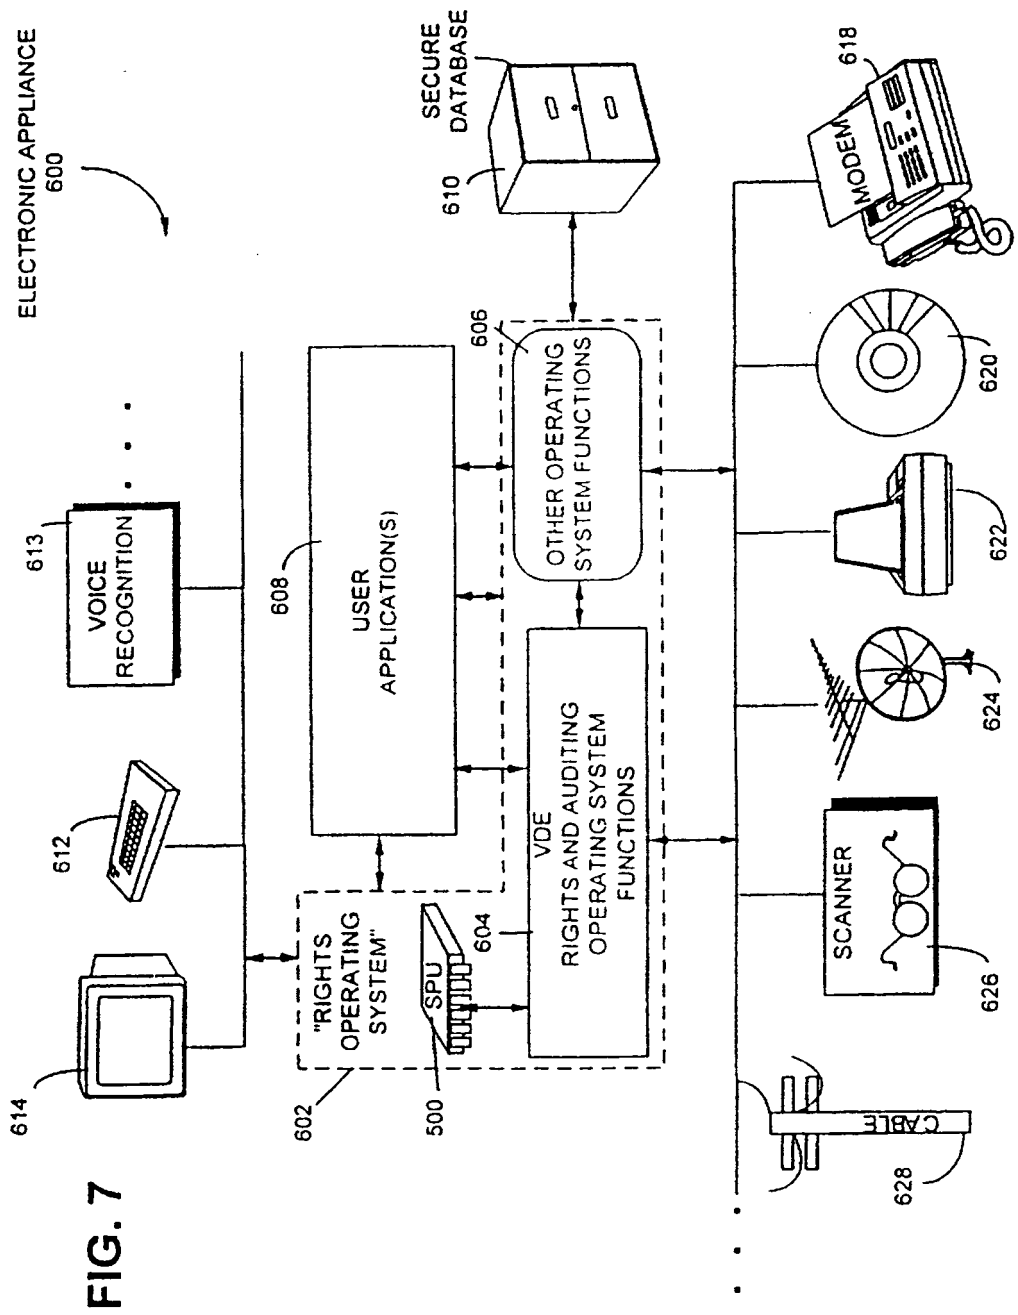 ELECTRONIC APPLIANCE
600
614
612
613
VOICE
RECOGNITION
608
USER
APPLICATION(S)
SECURE
DATABASE
610
602
"RIGHTS
OPERATING
SYSTEM"
SPU
500
604
VDE
RIGHTS AND AUDITING
OPERATING SYSTEM
FUNCTIONS
606
OTHER OPERATING
SYSTEM FUNCTIONS
CABLE
628
SCANNER
626
624
622
620
MODEM
618
FIG. 7